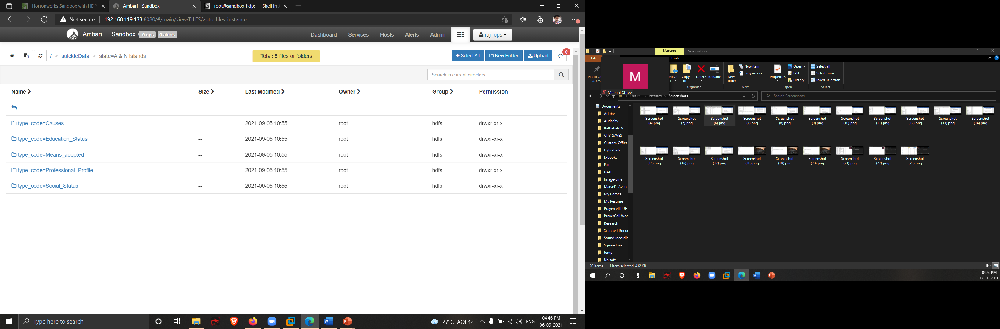 Hortonworks Sandbox with HDP
Ambari - Sandbox
root@sandbox-hdp:~ - Shell In A
Not secure
192.168.119.133:8080/#/main/view/FILES/auto_files_instance
Ambari Sandbox 0 ops 0 alerts
Dashboard Services Hosts Alerts Admin raj_ops
/ > suicideData > state=A & N Islands
Total: 5 files or folders
Select All New Folder Upload 0
Search in current directory...
Name Size Last Modified Owner Group Permission
type_code=Causes -- 2021-09-05 10:55 root hdfs drwxr-xr-x
type_code=Education_Status -- 2021-09-05 10:55 root hdfs drwxr-xr-x
type_code=Means_adopted -- 2021-09-05 10:55 root hdfs drwxr-xr-x
type_code=Professional_Profile -- 2021-09-05 10:55 root hdfs drwxr-xr-x
type_code=Social_Status -- 2021-09-05 10:55 root hdfs drwxr-xr-x
Type here to search
27°C AQI 42
ENG
04:46 PM
06-09-2021
Manage
Screenshots
File
Tools
Pin to Qu
acces
M
Meenal Shree
Move
to
Copy
to
Delete
Rename
Organize
New
folder
New item
Easy access
New
Properties
Open
Edit
History
Open
Select all
Select none
Invert selection
Select
This PC > Pictures > Screenshots
Search Screenshots
Documents
Adobe
Audacity
Battlefield V
CPY_SAVES
Custom Office
CyberLink
E-Books
Fax
GATE
Image-Line
Marvel's Aveng
My Games
My Resume
Prayercell PDF
PrayerCell Wor
Research
Scanned Docu
Sound recordin
Square Enix
temp
Ubisoft
Screenshot (4).png
Screenshot (5).png
Screenshot (6).png
Screenshot (7).png
Screenshot (8).png
Screenshot (9).png
Screenshot (10).png
Screenshot (11).png
Screenshot (12).png
Screenshot (13).png
Screenshot (14).png
Screenshot (15).png
Screenshot (16).png
Screenshot (17).png
Screenshot (18).png
Screenshot (19).png
Screenshot (20).png
Screenshot (21).png
Screenshot (22).png
Screenshot (23).png
20 items 1 item selected 432 KB
04:46 PM
06-09-2021